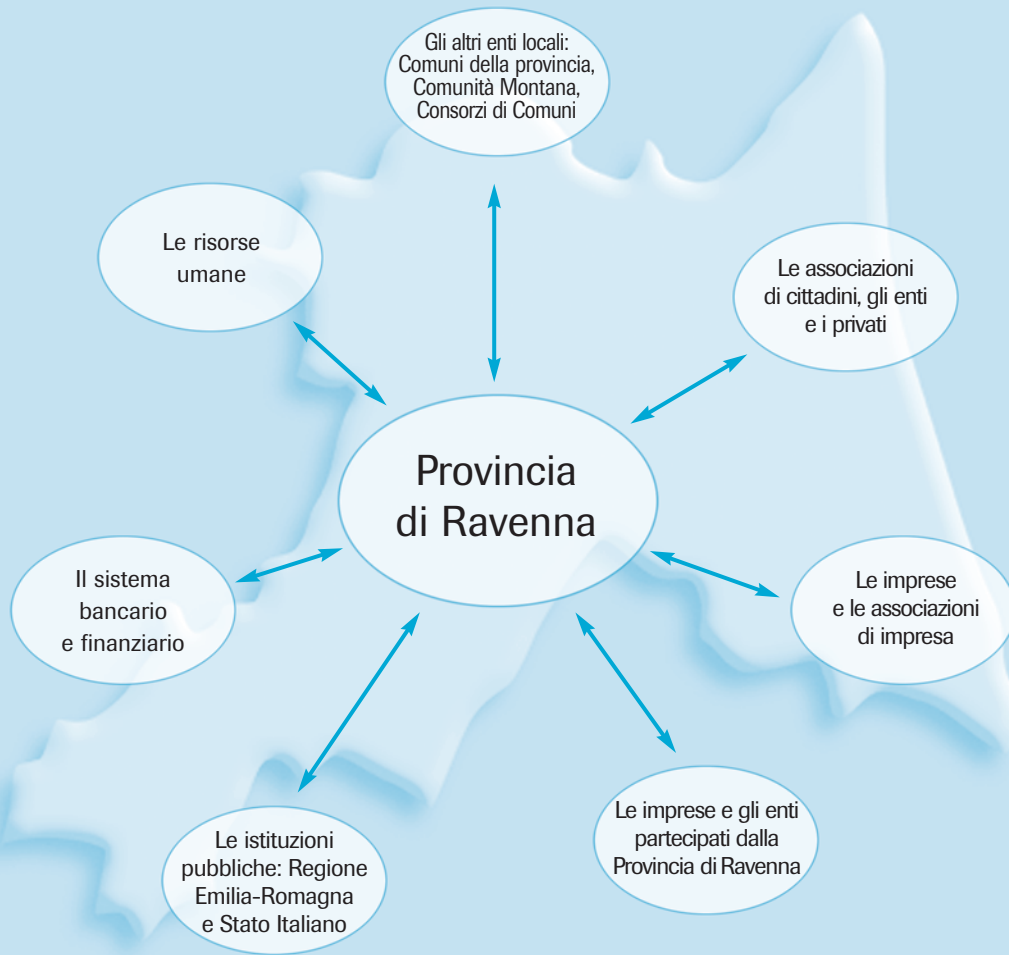 Gli altri enti locali:
Comuni della provincia,
Comunità Montana,
Consorzi di Comuni
Le risorse
umane
Le associazioni
di cittadini, gli enti
e i privati
Provincia
di Ravenna
Il sistema
bancario
e finanziario
Le imprese
e le associazioni
di impresa
Le istituzioni
pubbliche: Regione
Emilia-Romagna
e Stato Italiano
Le imprese e gli enti
partecipati dalla
Provincia di Ravenna